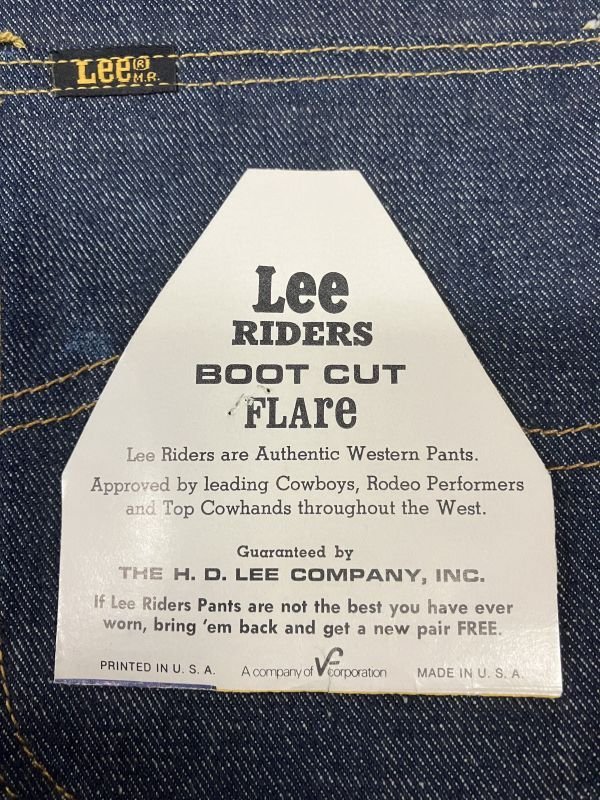 Lee® M.R.
Lee
RIDERS
BOOT CUT
FLAre
Lee Riders are Authentic Western Pants.
Approved by leading Cowboys, Rodeo Performers
and Top Cowhands throughout the West.
Guaranteed by
THE H. D. LEE COMPANY, INC.
If Lee Riders Pants are not the best you have ever
worn, bring 'em back and get a new pair FREE.
PRINTED IN U. S. A. A company of VF Corporation MADE IN U. S. A.